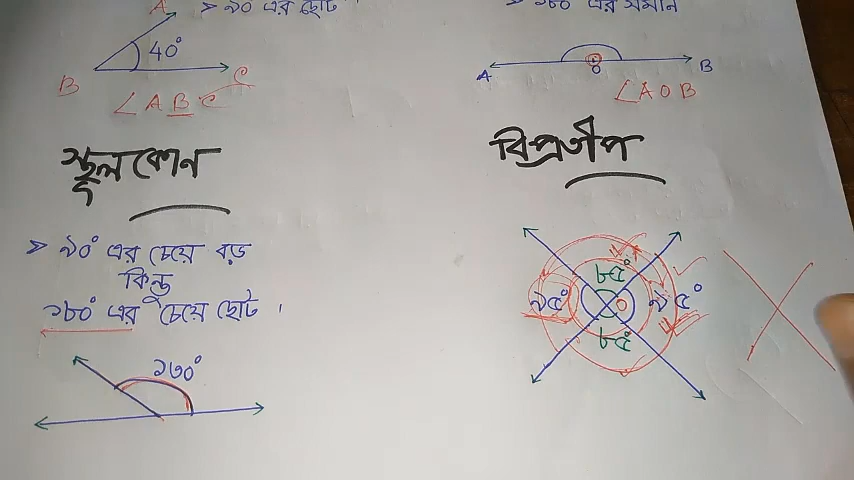 > ৯০ এর ছোট
A
40°
B
C
∠ABC
স্থূলকোন
> ৯০° এর চেয়ে বড়
কিন্তু
১৮০° এর চেয়ে ছোট ।
১৩০°
> ১৮০ এর সমান
A
O
B
∠AOB
বিপ্রতীপ
৮৫°
৯৫°
O
৯৫°
৮৫°